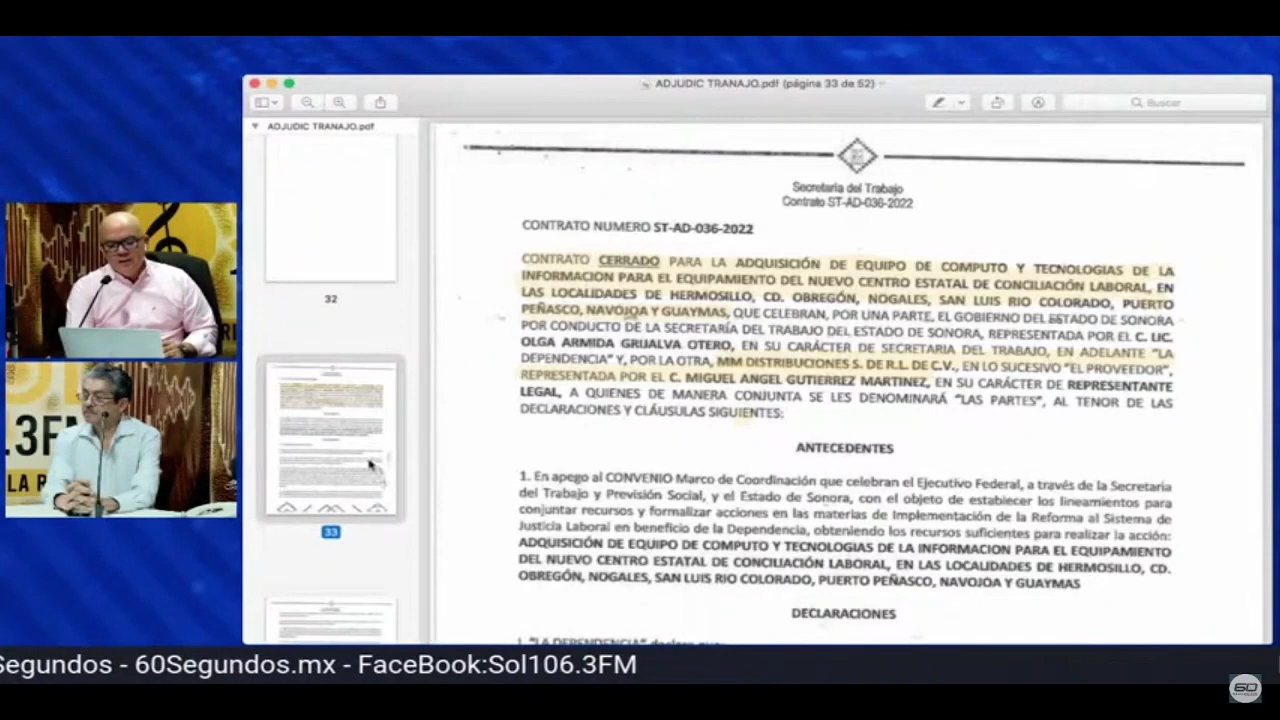 ADJUDIC TRANAJO.pdf (página 33 de 52)
Buscar
ADJUDIC TRANAJO.pdf
32
33
Secretaria del Trabajo
Contrato ST-AD-036-2022
CONTRATO NUMERO ST-AD-036-2022
CONTRATO CERRADO PARA LA ADQUISICIÓN DE EQUIPO DE COMPUTO Y TECNOLOGIAS DE LA
INFORMACION PARA EL EQUIPAMIENTO DEL NUEVO CENTRO ESTATAL DE CONCILIACIÓN LABORAL, EN
LAS LOCALIDADES DE HERMOSILLO, CD. OBREGÓN, NOGALES, SAN LUIS RIO COLORADO, PUERTO
PEÑASCO, NAVOJOA Y GUAYMAS, QUE CELEBRAN, POR UNA PARTE, EL GOBIERNO DEL ESTADO DE SONORA
POR CONDUCTO DE LA SECRETARÍA DEL TRABAJO DEL ESTADO DE SONORA, REPRESENTADA POR EL C. LIC.
OLGA ARMIDA GRIJALVA OTERO, EN SU CARÁCTER DE SECRETARIA DEL TRABAJO, EN ADELANTE "LA
DEPENDENCIA" Y, POR LA OTRA, MM DISTRIBUCIONES S. DE R.L. DE C.V., EN LO SUCESIVO "EL PROVEEDOR",
REPRESENTADA POR EL C. MIGUEL ANGEL GUTIERREZ MARTINEZ, EN SU CARÁCTER DE REPRESENTANTE
LEGAL, A QUIENES DE MANERA CONJUNTA SE LES DENOMINARÁ "LAS PARTES", AL TENOR DE LAS
DECLARACIONES Y CLÁUSULAS SIGUIENTES:
ANTECEDENTES
1. En apego al CONVENIO Marco de Coordinación que celebran el Ejecutivo Federal, a través de la Secretaria
del Trabajo y Previsión Social, y el Estado de Sonora, con el objeto de establecer los lineamientos para
conjuntar recursos y formalizar acciones en las materias de Implementación de la Reforma al Sistema de
Justicia Laboral en beneficio de la Dependencia, obteniendo los recursos suficientes para realizar la acción:
ADQUISICIÓN DE EQUIPO DE COMPUTO Y TECNOLOGIAS DE LA INFORMACION PARA EL EQUIPAMIENTO
DEL NUEVO CENTRO ESTATAL DE CONCILIACIÓN LABORAL, EN LAS LOCALIDADES DE HERMOSILLO, CD.
OBREGÓN, NOGALES, SAN LUIS RIO COLORADO, PUERTO PEÑASCO, NAVOJOA Y GUAYMAS
DECLARACIONES
I. "LA DEPENDENCIA" declara que:
.3FM
LA R
Segundos - 60Segundos.mx - FaceBook:Sol106.3FM
60